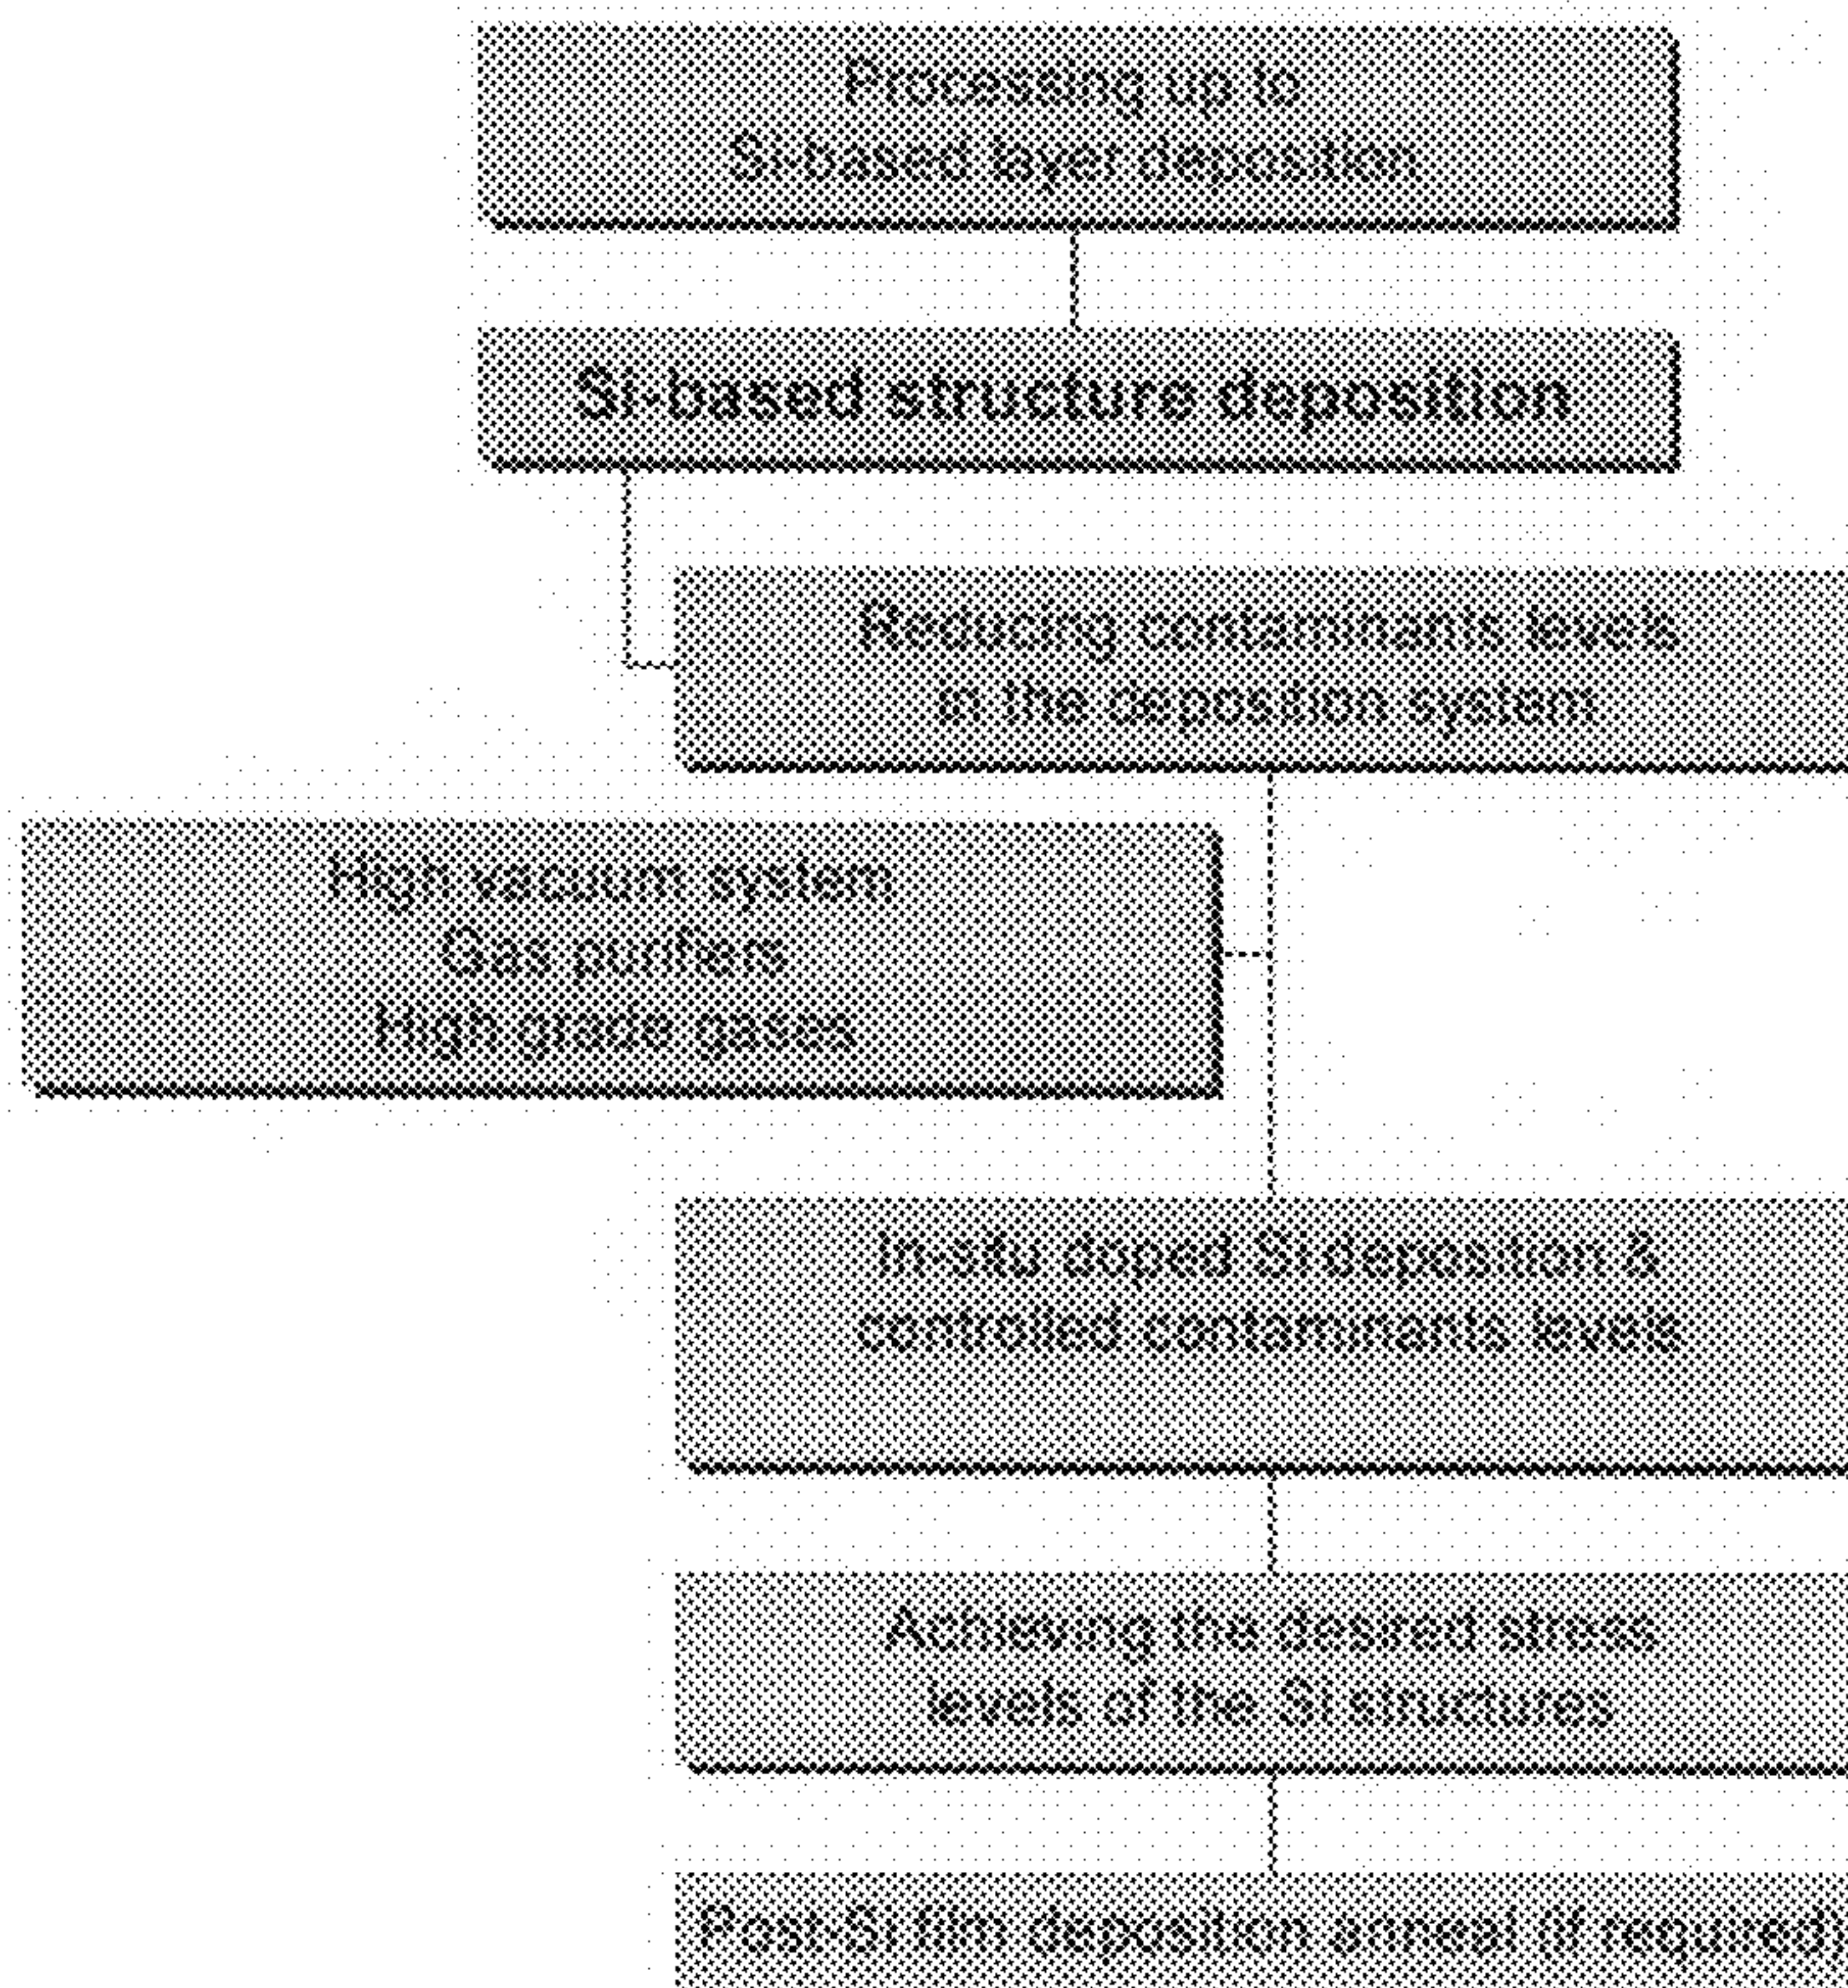 Processing up to
Si-based layer deposition
Si-based structure deposition
Reducing contaminants levels
in the deposition system
High vacuum system
Gas purifiers
High grade gases
In-situ doped Si deposition &
controlled contaminants levels
Achieving the desired stress
levels of the Si structures
Post-Si film deposition anneal (if required)